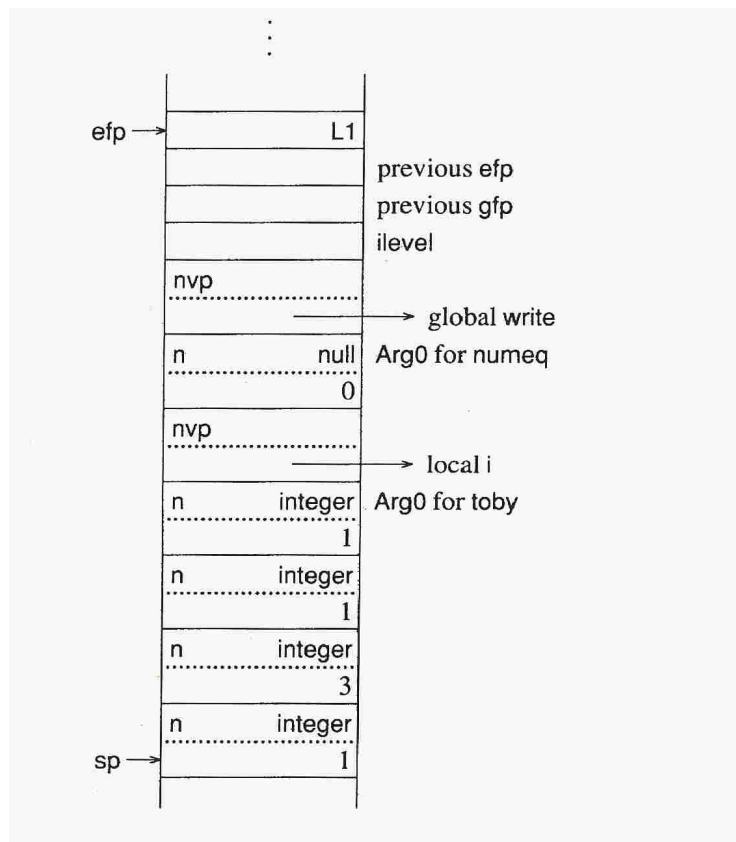 efp L1
previous efp
previous gfp
ilevel
nvp
global write
n null Arg0 for numeq
0
nvp
local i
n integer Arg0 for toby
1
n integer
1
n integer
3
n integer
sp 1